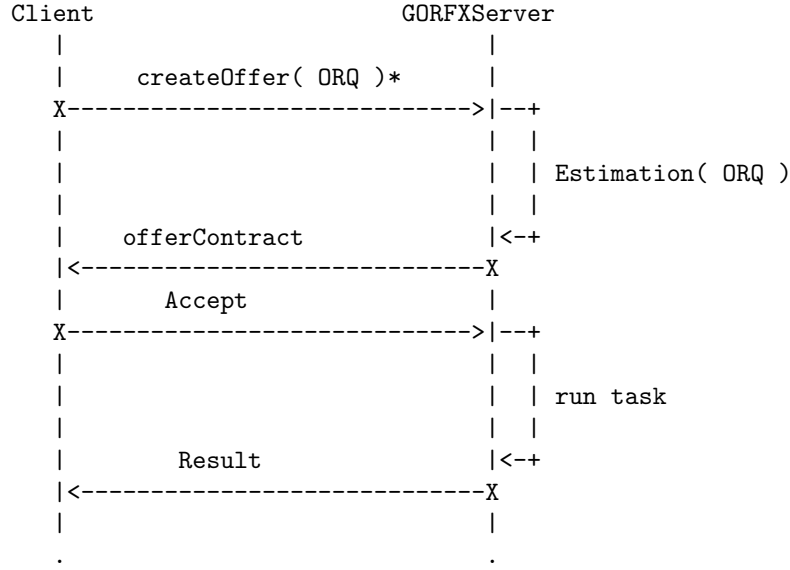 Client GORFXServer
createOffer( ORQ )*
Estimation( ORQ )
offerContract
Accept
run task
Result